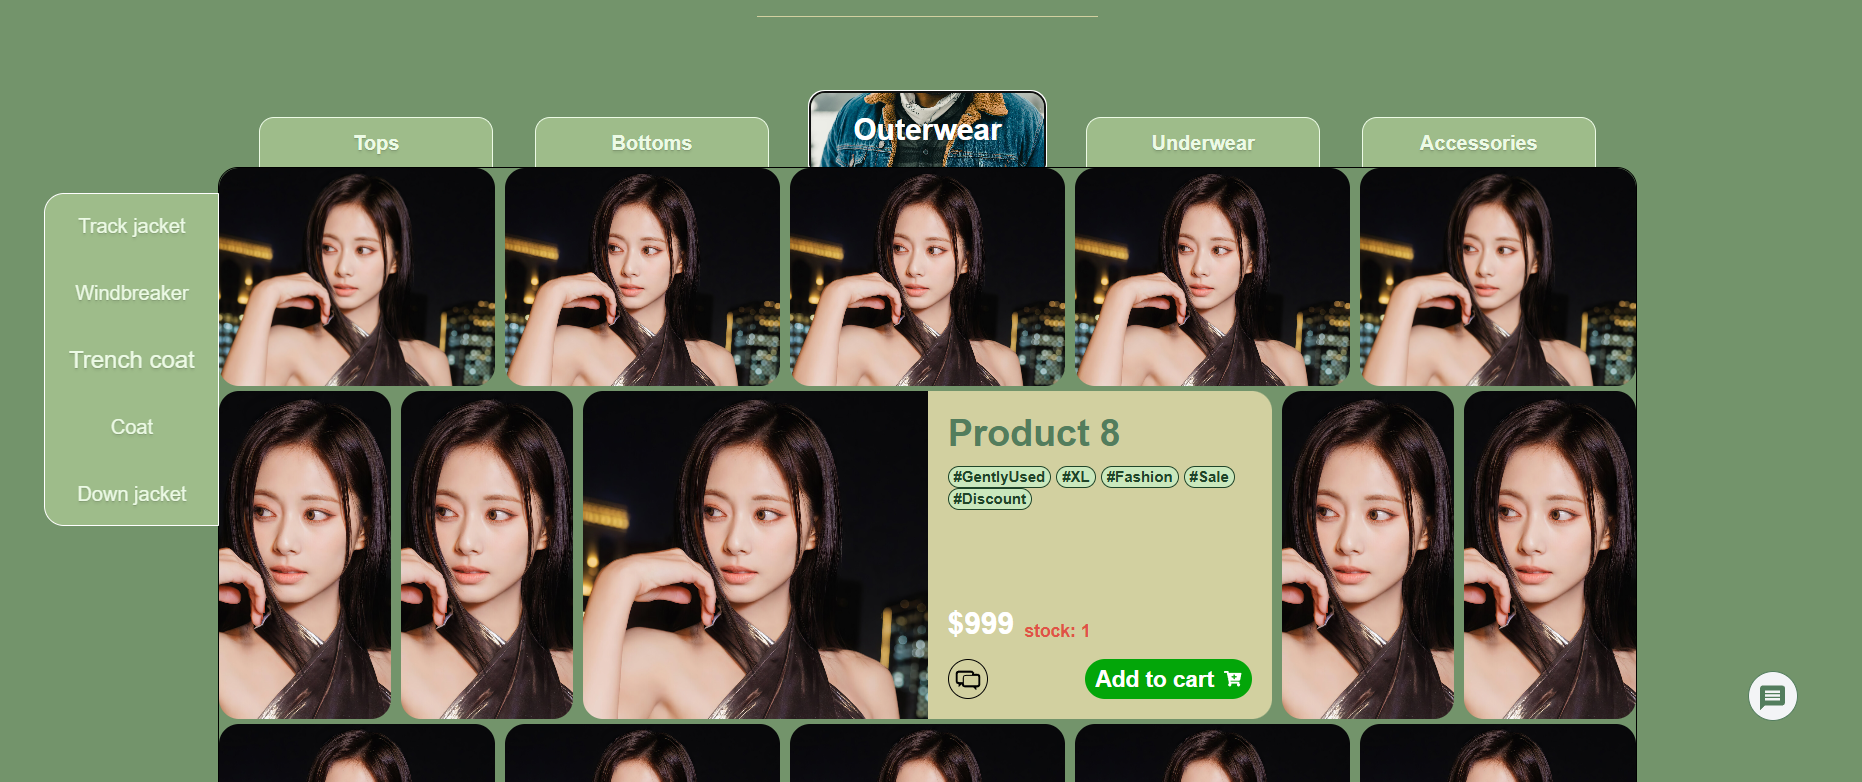 Tops
Bottoms
Outerwear
Underwear
Accessories
Track jacket
Windbreaker
Trench coat
Coat
Down jacket
Product 8
#GentlyUsed #XL #Fashion #Sale
#Discount
$999 stock: 1
Add to cart